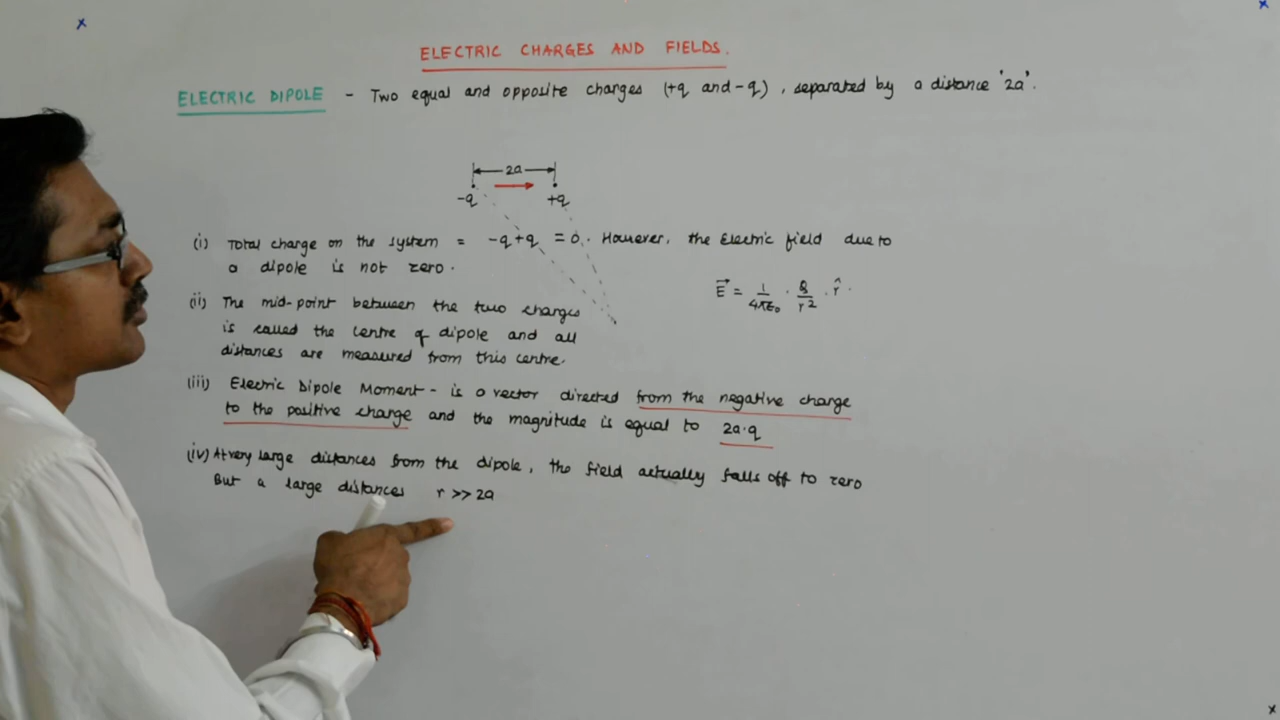 ELECTRIC CHARGES AND FIELDS.
ELECTRIC DIPOLE - Two equal and opposite charges (+q and -q), separated by a distance '2a'.
2a
-q +q
(i) Total charge on the system = -q+q = 0. However, the Electric field due to
a dipole is not zero.
E⃗ = 1/4πε₀ · Q/r² · r̂.
(ii) The mid-point between the two charges
is called the centre of dipole and all
distances are measured from this centre.
(iii) Electric Dipole Moment - is a vector directed from the negative charge
to the positive charge and the magnitude is equal to 2a.q
(iv) At very large distances from the dipole, the field actually falls off to zero
But a large distances r >> 2a